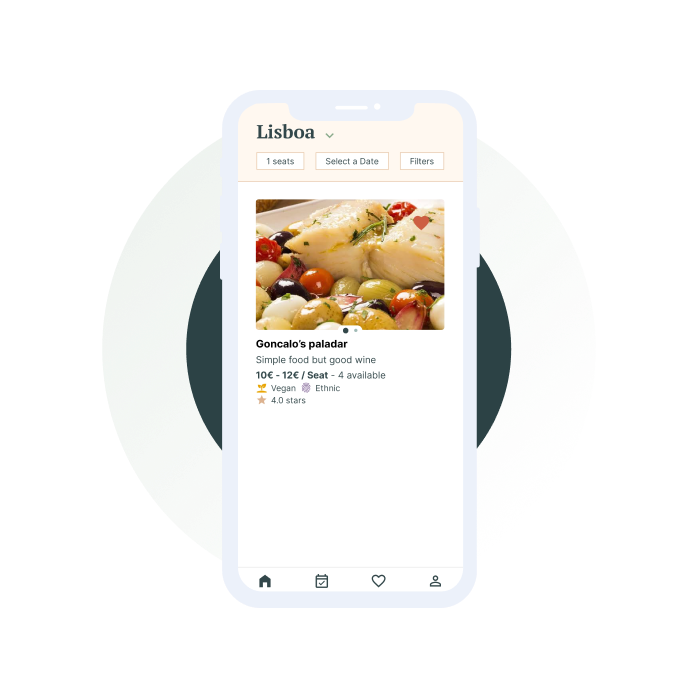 Lisboa
1 seats Select a Date Filters
Goncalo's paladar
Simple food but good wine
10€ - 12€ / Seat - 4 available
Vegan Ethnic
4.0 stars